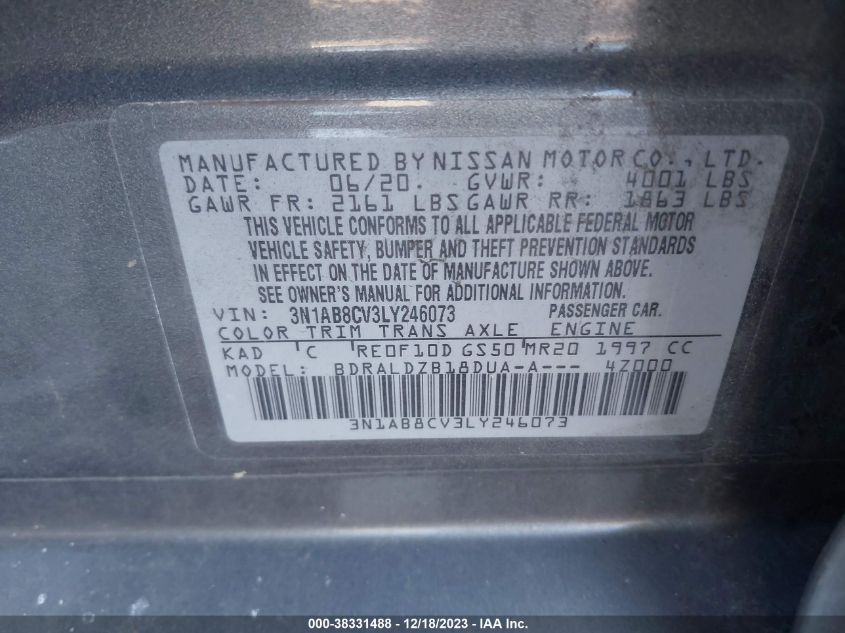 MANUFACTURED BY NISSAN MOTOR CO., LTD.
DATE: 06/20. GVWR: 4001 LBS
GAWR FR: 2161 LBS GAWR RR: 1863 LBS
THIS VEHICLE CONFORMS TO ALL APPLICABLE FEDERAL MOTOR
VEHICLE SAFETY, BUMPER AND THEFT PREVENTION STANDARDS
IN EFFECT ON THE DATE OF MANUFACTURE SHOWN ABOVE.
SEE OWNER'S MANUAL FOR ADDITIONAL INFORMATION.
VIN: 3N1AB8CV3LY246073 PASSENGER CAR.
COLOR TRIM TRANS AXLE ENGINE
KAD C RE0F10D GS50 MR20 1997 CC
MODEL: BDRALDZB18DUA-A--- 4Z000
3N1AB8CV3LY246073
000-38331488 - 12/18/2023 - IAA Inc.